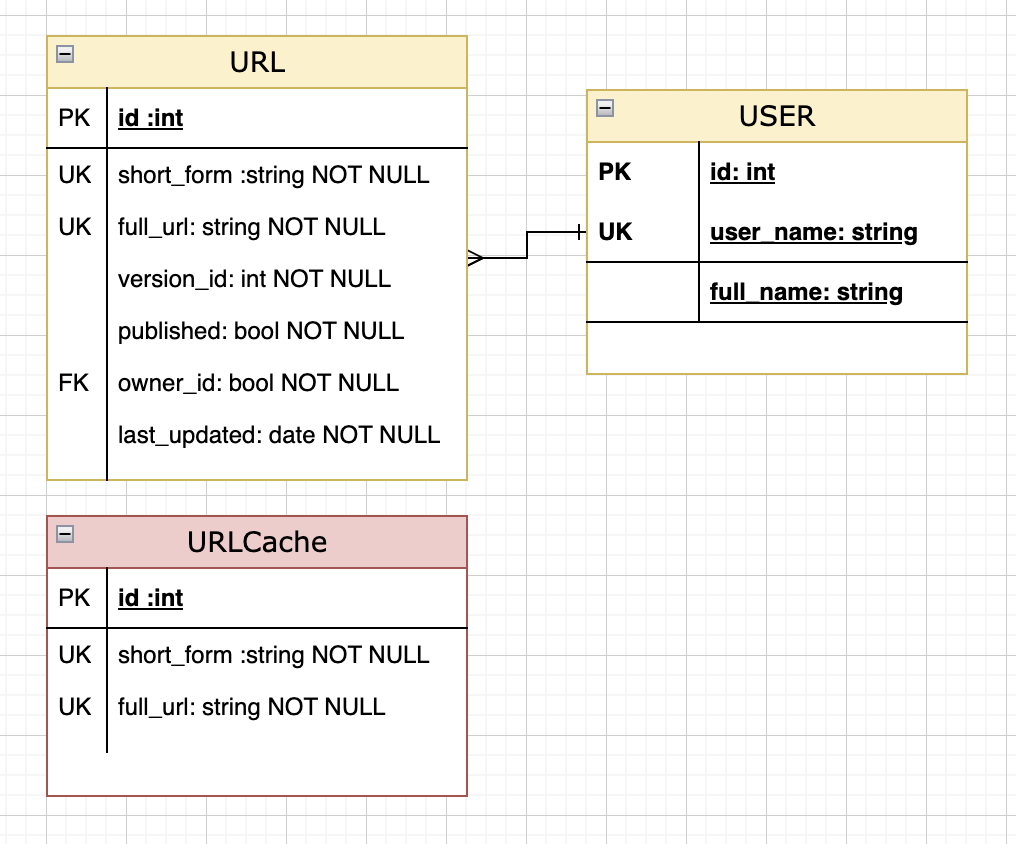 URL
PK id :int
UK short_form :string NOT NULL
UK full_url: string NOT NULL
version_id: int NOT NULL
published: bool NOT NULL
FK owner_id: bool NOT NULL
last_updated: date NOT NULL
USER
PK id: int
UK user_name: string
full_name: string
URLCache
PK id :int
UK short_form :string NOT NULL
UK full_url: string NOT NULL